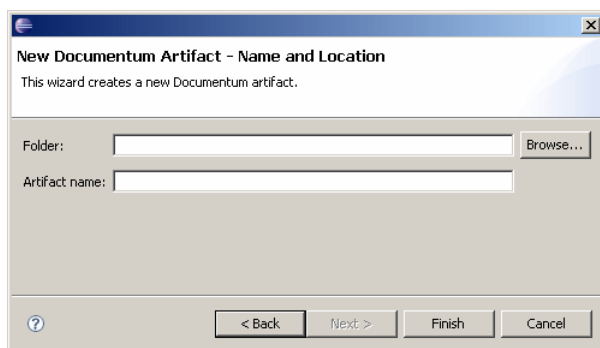 New Documentum Artifact - Name and Location
This wizard creates a new Documentum artifact.
Folder: Browse...
Artifact name:
? < Back Next > Finish Cancel